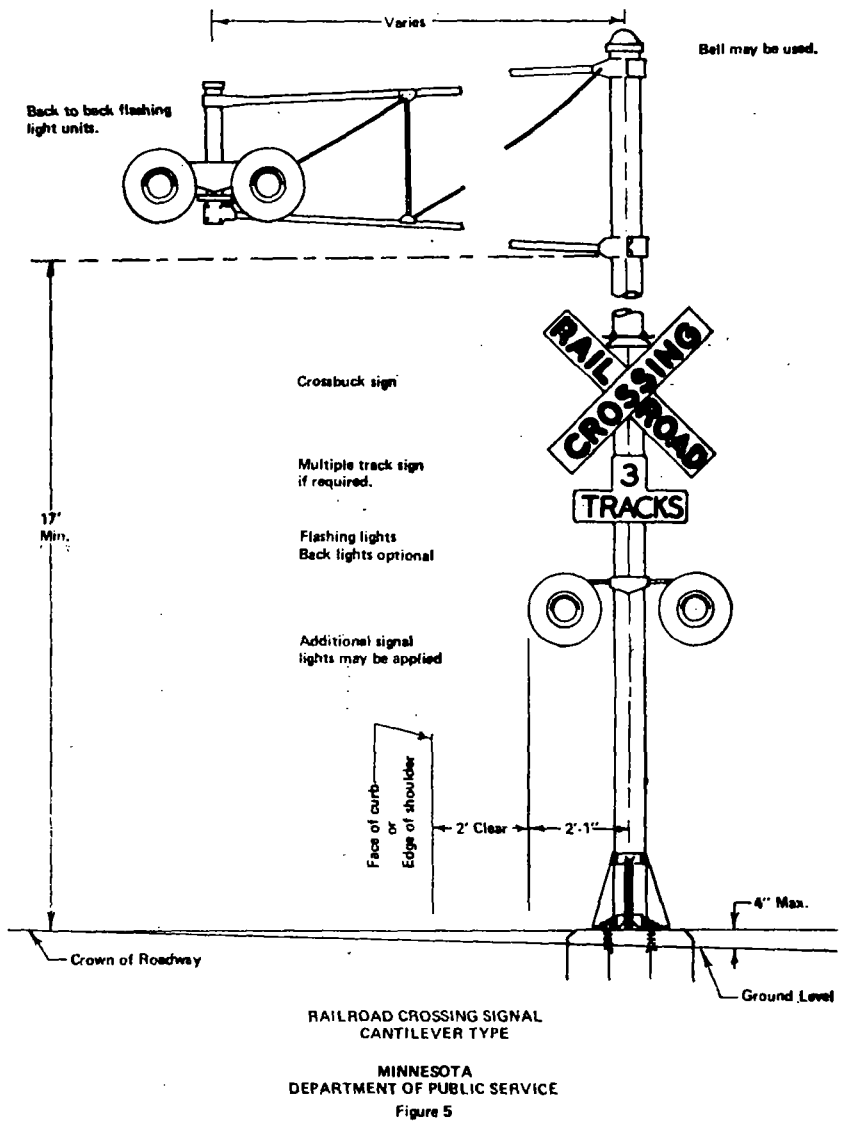 Varies
Bell may be used.
Back to back flashing
light units.
RAIL
CROSSING
ROAD
Crossbuck sign
Multiple track sign
if required.
3
TRACKS
17'
Min.
Flashing lights
Back lights optional
Additional signal
lights may be applied
Face of curb
or
Edge of shoulder
2' Clear
2'-1"
4" Max.
Crown of Roadway
Ground Level
RAILROAD CROSSING SIGNAL
CANTILEVER TYPE
MINNESOTA
DEPARTMENT OF PUBLIC SERVICE
Figure 5